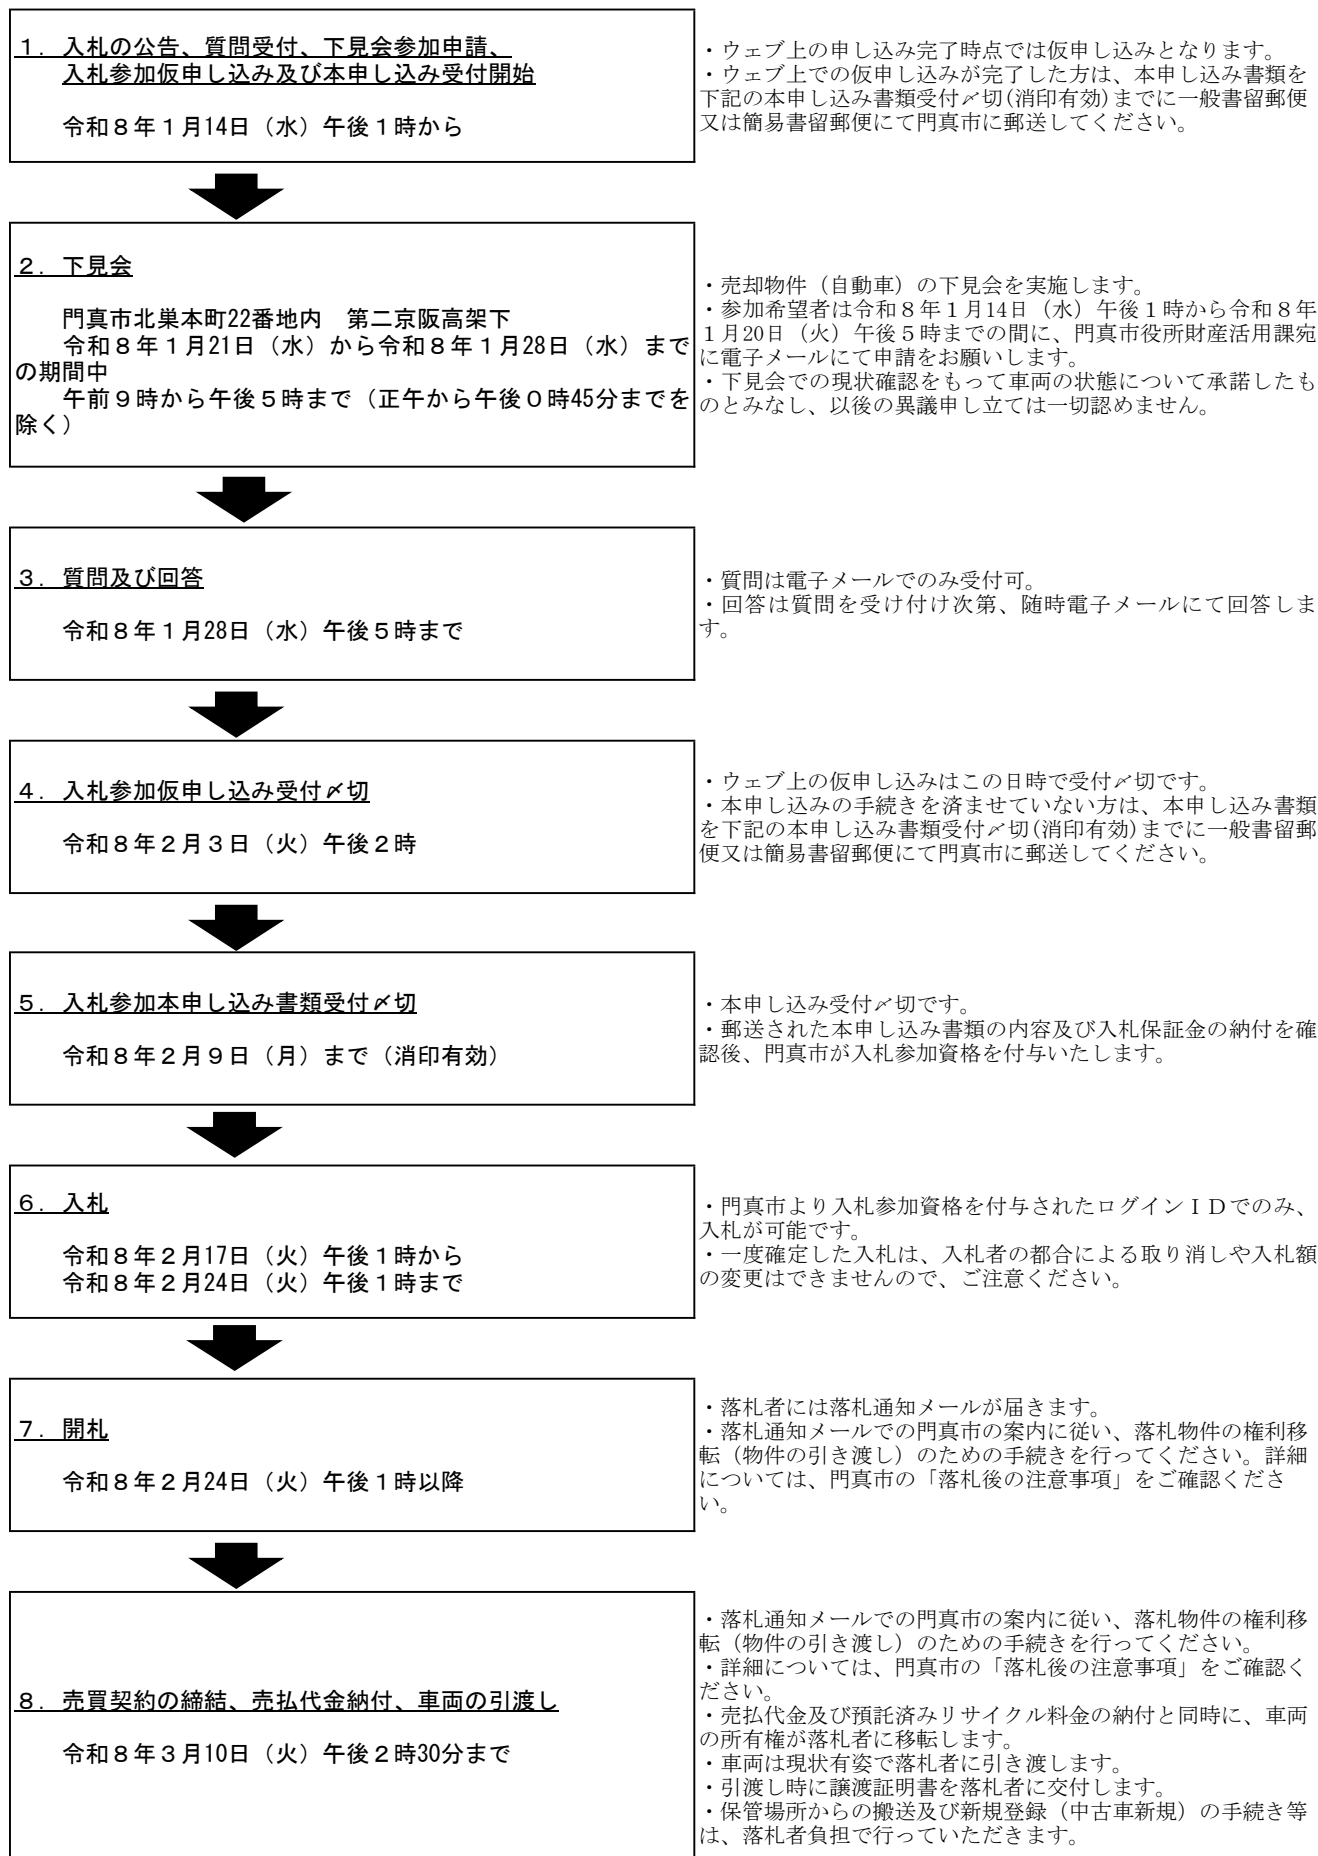 １．入札の公告、質問受付、下見会参加申請、
入札参加仮申し込み及び本申し込み受付開始
令和８年１月14日（水）午後１時から
・ウェブ上の申し込み完了時点では仮申し込みとなります。
・ウェブ上での仮申し込みが完了した方は、本申し込み書類を
下記の本申し込み書類受付〆切(消印有効)までに一般書留郵便
又は簡易書留郵便にて門真市に郵送してください。
２．下見会
門真市北巣本町22番地内　第二京阪高架下
令和８年１月21日（水）から令和８年１月28日（水）まで
の期間中
午前９時から午後５時まで（正午から午後０時45分までを
除く）
・売却物件（自動車）の下見会を実施します。
・参加希望者は令和８年１月14日（水）午後１時から令和８年
１月20日（火）午後５時までの間に、門真市役所財産活用課宛
に電子メールにて申請をお願いします。
・下見会での現状確認をもって車両の状態について承諾したも
のとみなし、以後の異議申し立ては一切認めません。
３．質問及び回答
令和８年１月28日（水）午後５時まで
・質問は電子メールでのみ受付可。
・回答は質問を受け付け次第、随時電子メールにて回答しま
す。
４．入札参加仮申し込み受付〆切
令和８年２月３日（火）午後２時
・ウェブ上の仮申し込みはこの日時で受付〆切です。
・本申し込みの手続きを済ませていない方は、本申し込み書類
を下記の本申し込み書類受付〆切(消印有効)までに一般書留郵
便又は簡易書留郵便にて門真市に郵送してください。
５．入札参加本申し込み書類受付〆切
令和８年２月９日（月）まで（消印有効）
・本申し込み受付〆切です。
・郵送された本申し込み書類の内容及び入札保証金の納付を確
認後、門真市が入札参加資格を付与いたします。
６．入札
令和８年２月17日（火）午後１時から
令和８年２月24日（火）午後１時まで
・門真市より入札参加資格を付与されたログインＩＤでのみ、
入札が可能です。
・一度確定した入札は、入札者の都合による取り消しや入札額
の変更はできませんので、ご注意ください。
７．開札
令和８年２月24日（火）午後１時以降
・落札者には落札通知メールが届きます。
・落札通知メールでの門真市の案内に従い、落札物件の権利移
転（物件の引き渡し）のための手続きを行ってください。詳細
については、門真市の「落札後の注意事項」をご確認くださ
い。
８．売買契約の締結、売払代金納付、車両の引渡し
令和８年３月10日（火）午後２時30分まで
・落札通知メールでの門真市の案内に従い、落札物件の権利移
転（物件の引き渡し）のための手続きを行ってください。
・詳細については、門真市の「落札後の注意事項」をご確認く
ださい。
・売払代金及び預託済みリサイクル料金の納付と同時に、車両
の所有権が落札者に移転します。
・車両は現状有姿で落札者に引き渡します。
・引渡し時に譲渡証明書を落札者に交付します。
・保管場所からの搬送及び新規登録（中古車新規）の手続き等
は、落札者負担で行っていただきます。